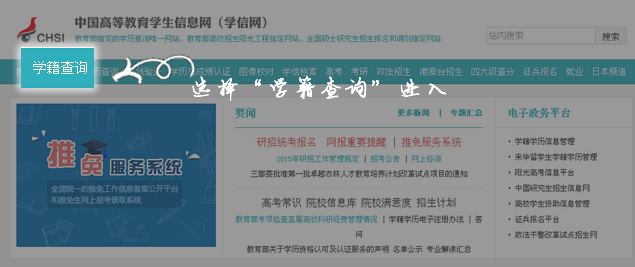 中国高等教育学生信息网（学信网）
CHSI
教育部指定的学历查询唯一网站、教育部高校招生阳光工程指定网站、全国硕士研究生招生报名和调剂指定网站
站内搜索 搜索
学籍查询 学历成绩认证 图像校对 学信档案 高考 考研 政法招生 港澳台招生 四六级查分 征兵报名 就业 日本频道
选择“学籍查询”进入
推免服务系统
全国统一的推免工作信息备案公开平台
和推免生网上报考录取系统
要闻 更多新闻 | 专题汇总
研招统考报名 网报重要提醒 | 推免服务系统
2015年研招工作管理规定 | 招考公告 | 网上咨询
三部委批准第一批卓越农林人才教育培养计划改革试点项目的通知
高考常识 院校信息库 院校满意度 招生计划
教育部专项检查直属高校科研经费管理情况 | 学籍学历电子注册办法 | 答
问
教育部关于学历资格认可及认证服务的声明 名单公示 专业解读汇总
电子政务平台
· 学籍学历信息管理
· 来华留学生学籍学历管理
· 阳光高考信息平台
· 中国研究生招生信息网
· 高校学生资助信息管理
· 征兵报名平台
· 政法干警改革试点招生网